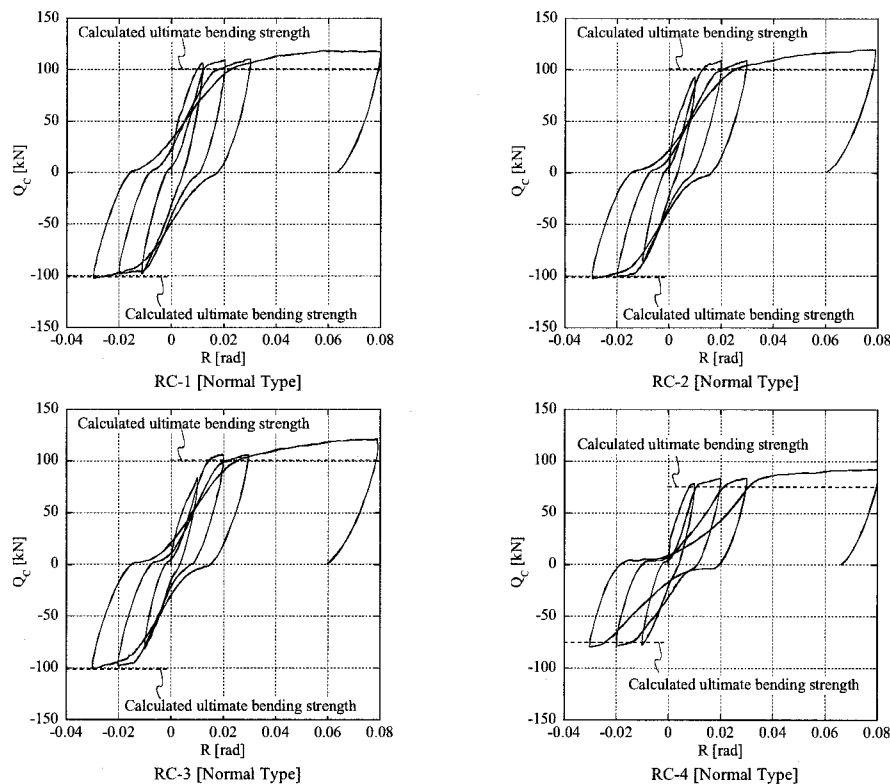 Calculated ultimate bending strength
150
100
50
0
-50
-100
-150
Q_C [kN]
Calculated ultimate bending strength
-0.04 -0.02 0 0.02 0.04 0.06 0.08
R [rad]
RC-1 [Normal Type]
Calculated ultimate bending strength
150
100
50
0
-50
-100
-150
Q_C [kN]
Calculated ultimate bending strength
-0.04 -0.02 0 0.02 0.04 0.06 0.08
R [rad]
RC-2 [Normal Type]
Calculated ultimate bending strength
150
100
50
0
-50
-100
-150
Q_C [kN]
Calculated ultimate bending strength
-0.04 -0.02 0 0.02 0.04 0.06 0.08
R [rad]
RC-3 [Normal Type]
Calculated ultimate bending strength
150
100
50
0
-50
-100
-150
Q_C [kN]
Calculated ultimate bending strength
-0.04 -0.02 0 0.02 0.04 0.06 0.08
R [rad]
RC-4 [Normal Type]